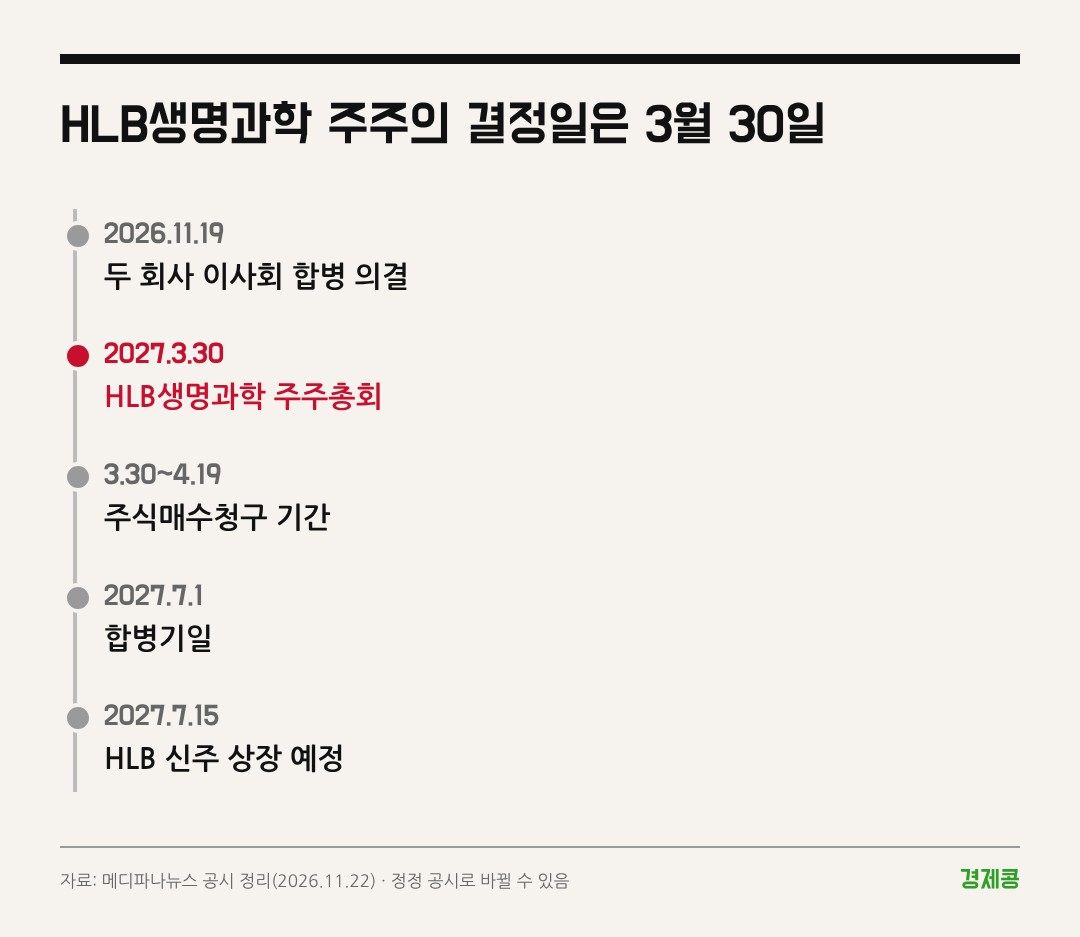 HLB생명과학 주주의 결정일은 3월 30일
2026.11.19
두 회사 이사회 합병 의결
2027.3.30
HLB생명과학 주주총회
3.30~4.19
주식매수청구 기간
2027.7.1
합병기일
2027.7.15
HLB 신주 상장 예정
자료: 메디파나뉴스 공시 정리(2026.11.22) · 정정 공시로 바뀔 수 있음
경제콩